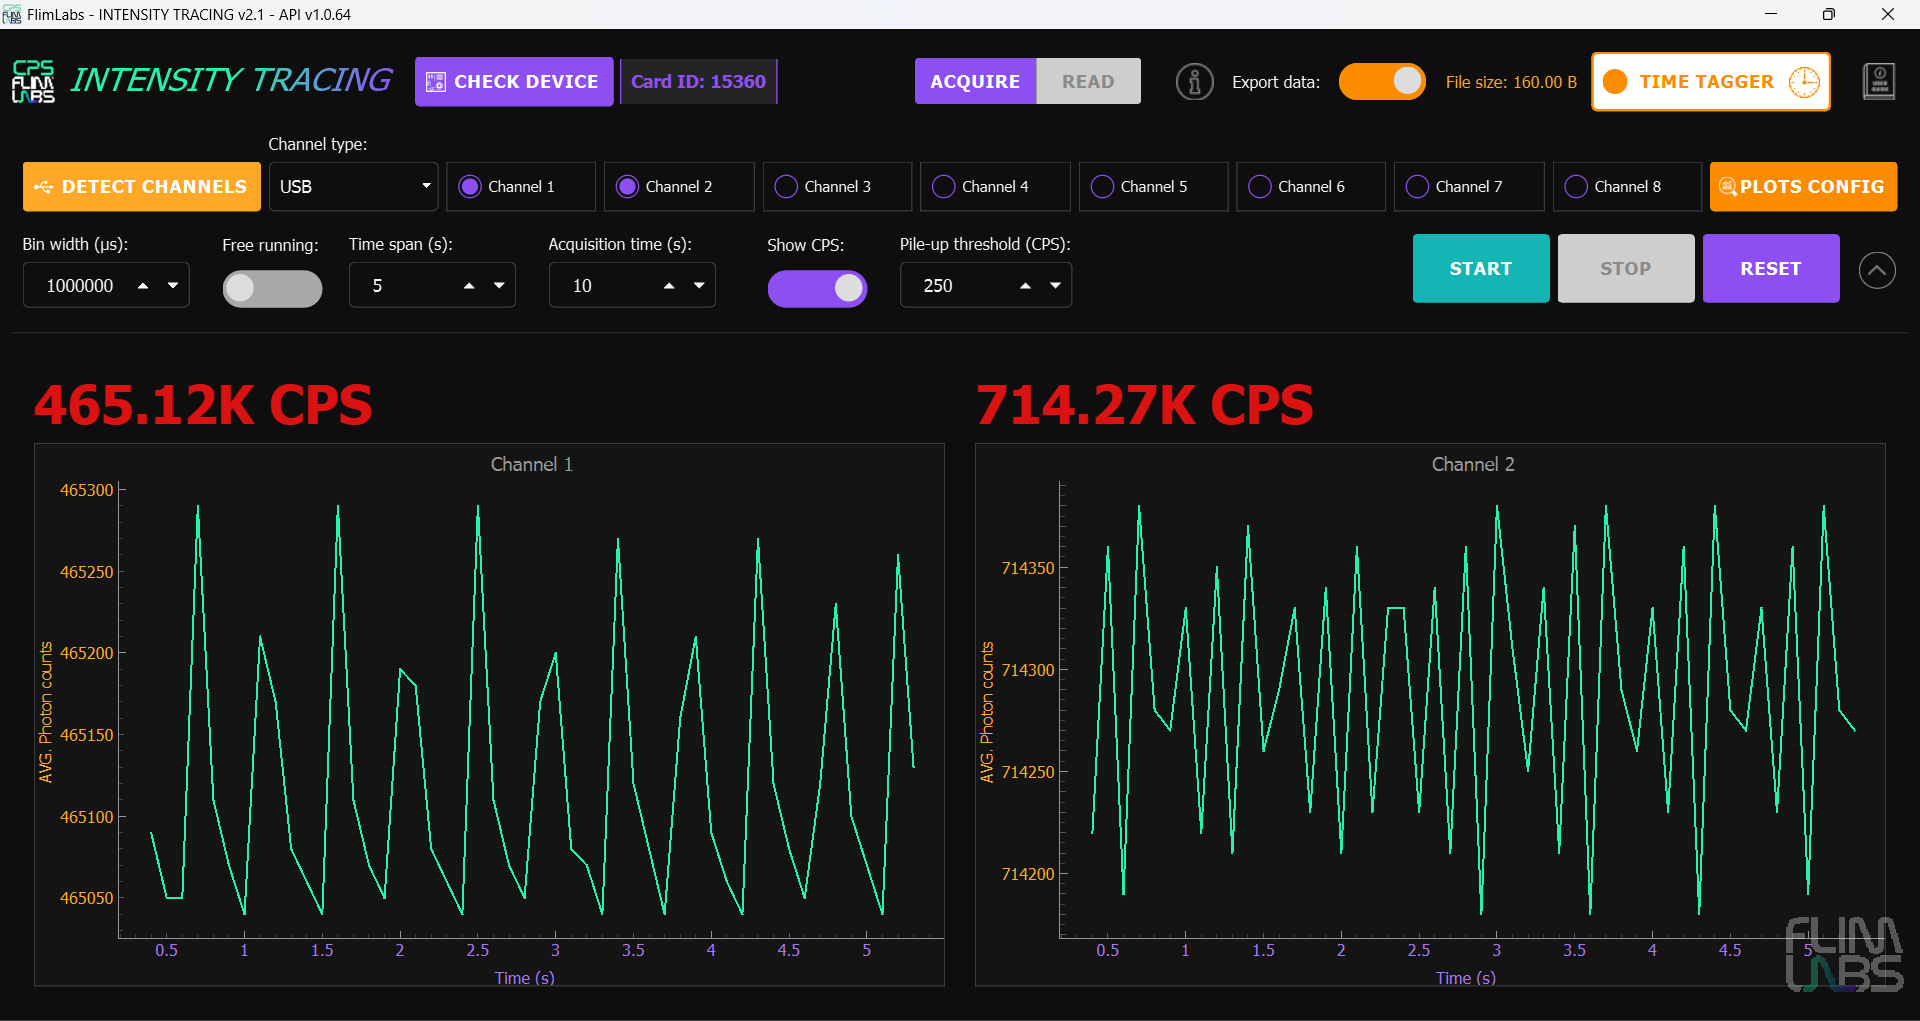 FlimLabs - INTENSITY TRACING v2.1 - API v1.0.64
CPS
FLIM
LABS
INTENSITY TRACING
CHECK DEVICE
Card ID: 15360
ACQUIRE
READ
Export data:
File size: 160.00 B
TIME TAGGER
USER
GUIDE
Channel type:
DETECT CHANNELS
USB
Channel 1
Channel 2
Channel 3
Channel 4
Channel 5
Channel 6
Channel 7
Channel 8
PLOTS CONFIG
Bin width (µs):
Free running:
Time span (s):
Acquisition time (s):
Show CPS:
Pile-up threshold (CPS):
1000000
5
10
250
START
STOP
RESET
465.12K CPS
Channel 1
AVG. Photon counts
465300
465250
465200
465150
465100
465050
0.5 1 1.5 2 2.5 3 3.5 4 4.5 5
Time (s)
714.27K CPS
Channel 2
AVG. Photon counts
714350
714300
714250
714200
0.5 1 1.5 2 2.5 3 3.5 4 4.5 5
Time (s)
FLIM
LABS